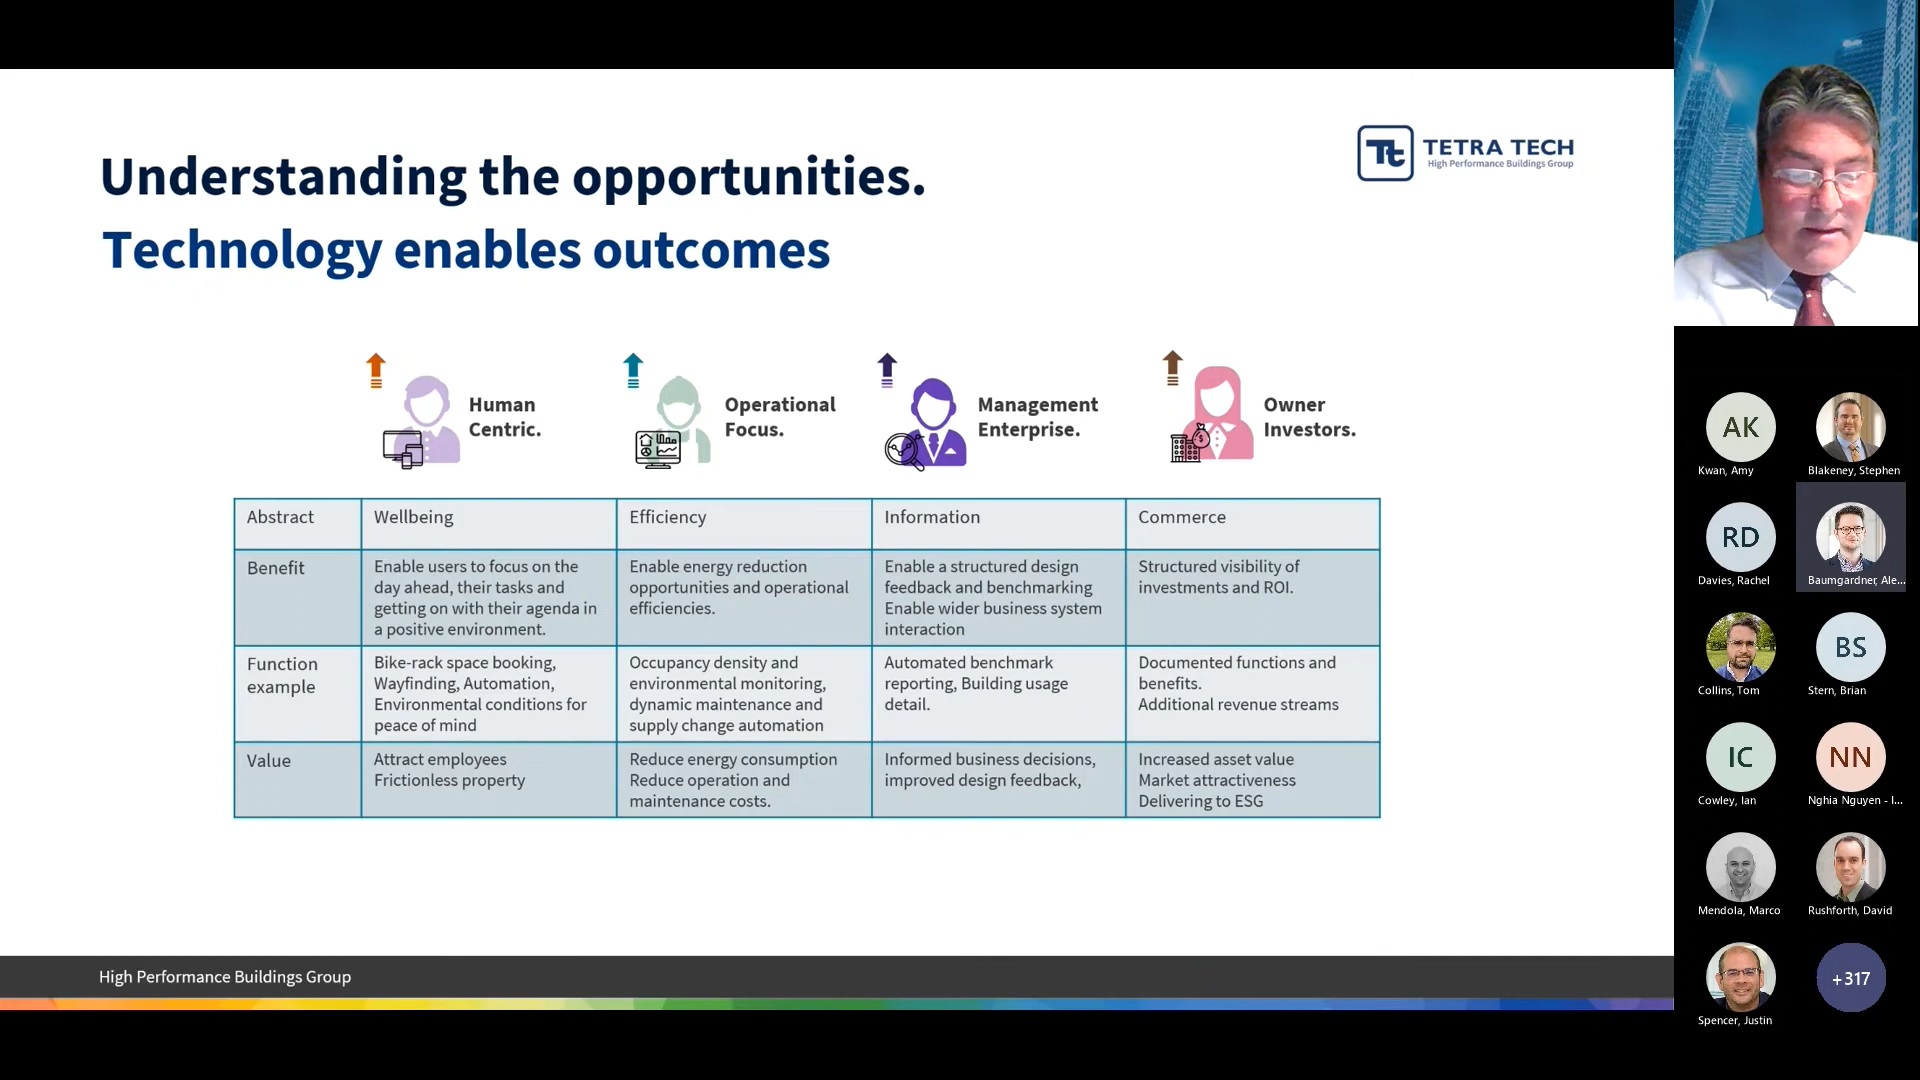 Understanding the opportunities.
Technology enables outcomes
Tt TETRA TECH
High Performance Buildings Group
Human
Centric.
Operational
Focus.
Management
Enterprise.
Owner
Investors.
Abstract
Wellbeing
Efficiency
Information
Commerce
Benefit
Enable users to focus on the
day ahead, their tasks and
getting on with their agenda in
a positive environment.
Enable energy reduction
opportunities and operational
efficiencies.
Enable a structured design
feedback and benchmarking
Enable wider business system
interaction
Structured visibility of
investments and ROI.
Function
example
Bike-rack space booking,
Wayfinding, Automation,
Environmental conditions for
peace of mind
Occupancy density and
environmental monitoring,
dynamic maintenance and
supply change automation
Automated benchmark
reporting, Building usage
detail.
Documented functions and
benefits.
Additional revenue streams
Value
Attract employees
Frictionless property
Reduce energy consumption
Reduce operation and
maintenance costs.
Informed business decisions,
improved design feedback,
Increased asset value
Market attractiveness
Delivering to ESG
High Performance Buildings Group
AK
Kwan, Amy
Blakeney, Stephen
RD
Davies, Rachel
Baumgardner, Ale...
Collins, Tom
BS
Stern, Brian
IC
Cowley, Ian
NN
Nghia Nguyen - I...
Mendola, Marco
Rushforth, David
Spencer, Justin
+317